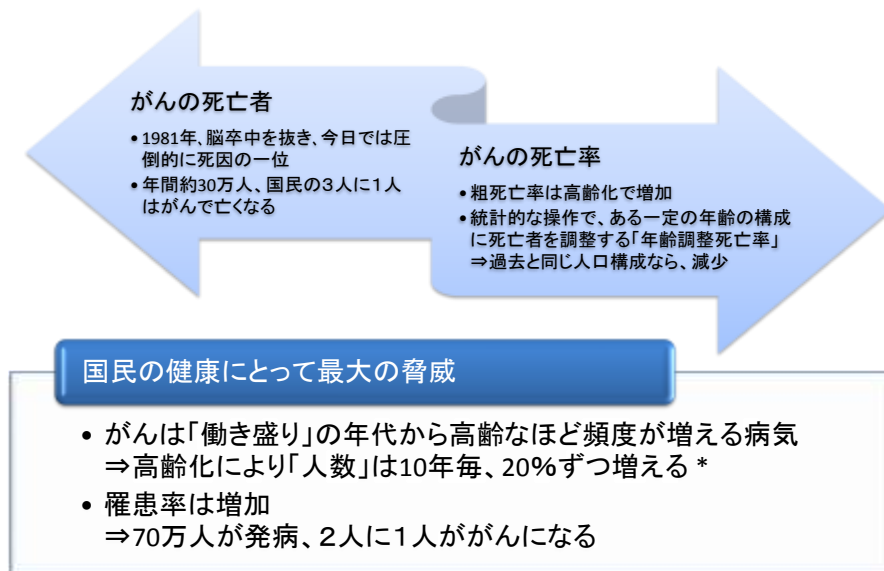 がんの死亡者
• 1981年、脳卒中を抜き、今日では圧
倒的に死因の一位
• 年間約30万人、国民の３人に１人
はがんで亡くなる
がんの死亡率
• 粗死亡率は高齢化で増加
• 統計的な操作で、ある一定の年齢の構成
に死亡者を調整する「年齢調整死亡率」
⇒過去と同じ人口構成なら、減少
国民の健康にとって最大の脅威
• がんは「働き盛り」の年代から高齢なほど頻度が増える病気
⇒高齢化により「人数」は10年毎、20%ずつ増える *
• 罹患率は増加
⇒70万人が発病、２人に１人ががんになる